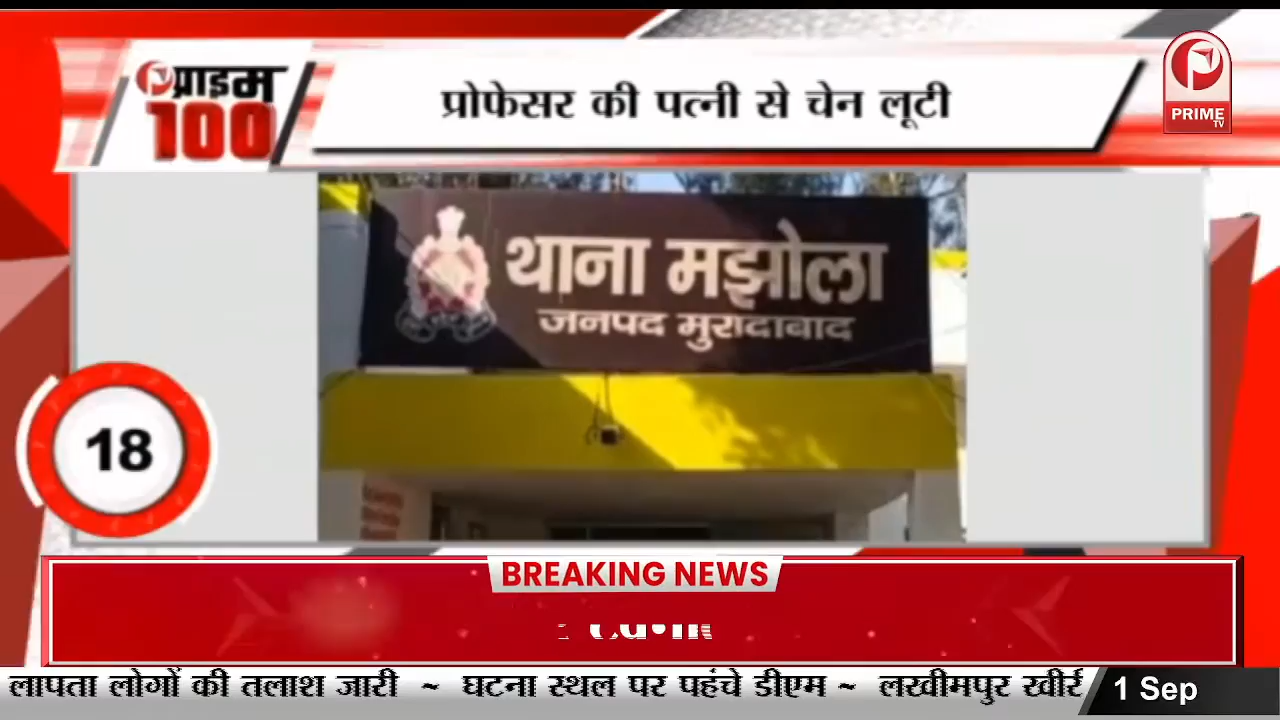 प्राइम
100
प्रोफेसर की पत्नी से चेन लूटी
PRIME
TV
थाना मझोला
जनपद मुरादाबाद
18
BREAKING NEWS
लापता लोगों की तलाश जारी ~ घटना स्थल पर पहंचे डीएम ~ लखीमपुर खीरी
1 Sep